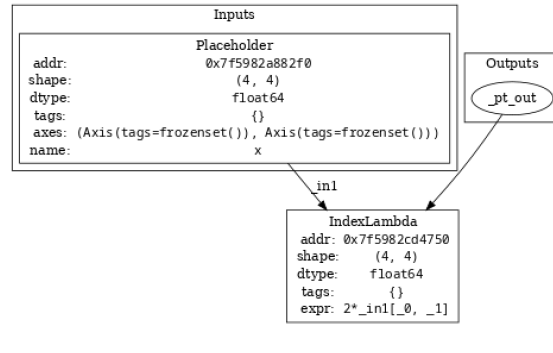 Inputs
Placeholder
addr: 0x7f5982a882f0
shape: (4, 4)
dtype: float64
tags: {}
axes: (Axis(tags=frozenset()), Axis(tags=frozenset()))
name: x
Outputs
_pt_out
_in1
IndexLambda
addr: 0x7f5982cd4750
shape: (4, 4)
dtype: float64
tags: {}
expr: 2*_in1[_0, _1]